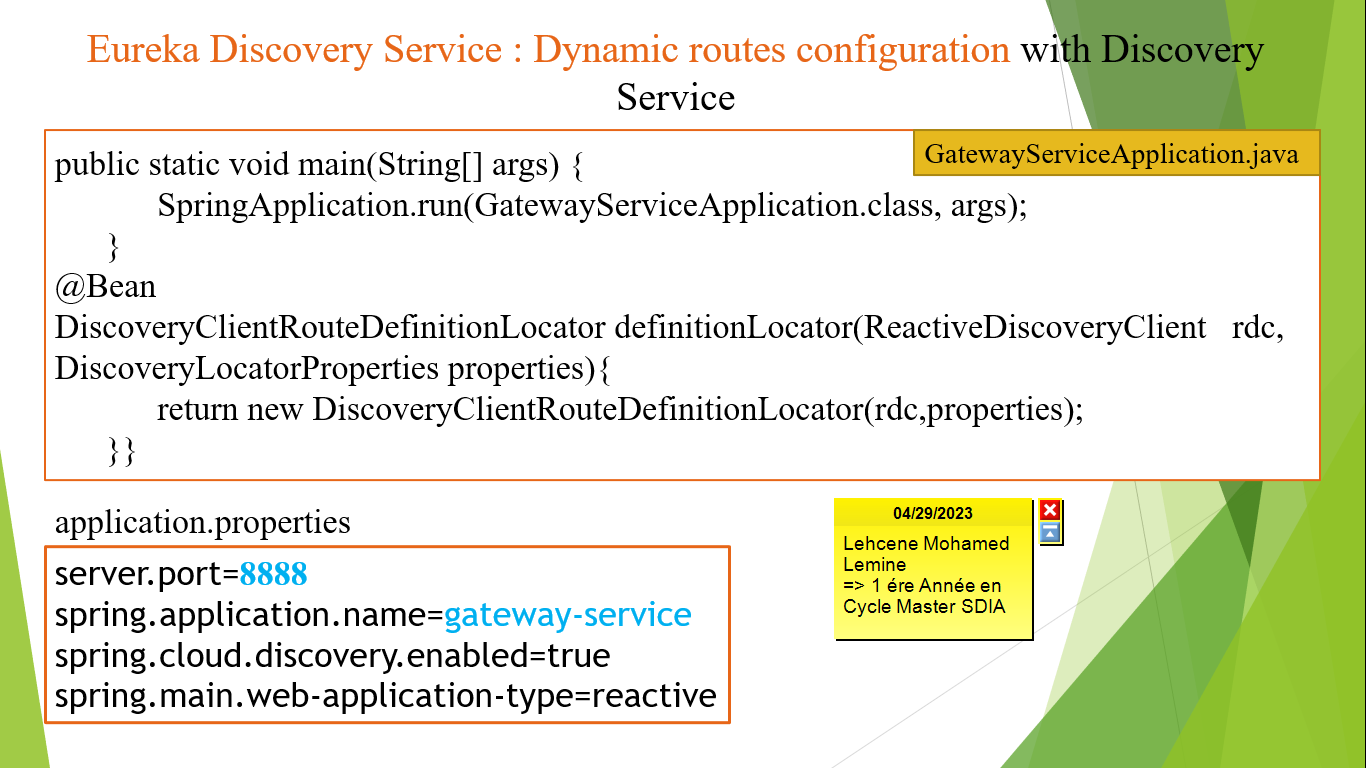 Eureka Discovery Service : Dynamic routes configuration with Discovery
Service
GatewayServiceApplication.java
public static void main(String[] args) {
SpringApplication.run(GatewayServiceApplication.class, args);
}
@Bean
DiscoveryClientRouteDefinitionLocator definitionLocator(ReactiveDiscoveryClient rdc,
DiscoveryLocatorProperties properties){
return new DiscoveryClientRouteDefinitionLocator(rdc,properties);
}}
application.properties
server.port=8888
spring.application.name=gateway-service
spring.cloud.discovery.enabled=true
spring.main.web-application-type=reactive
04/29/2023
Lehcene Mohamed
Lemine
=> 1 ére Année en
Cycle Master SDIA